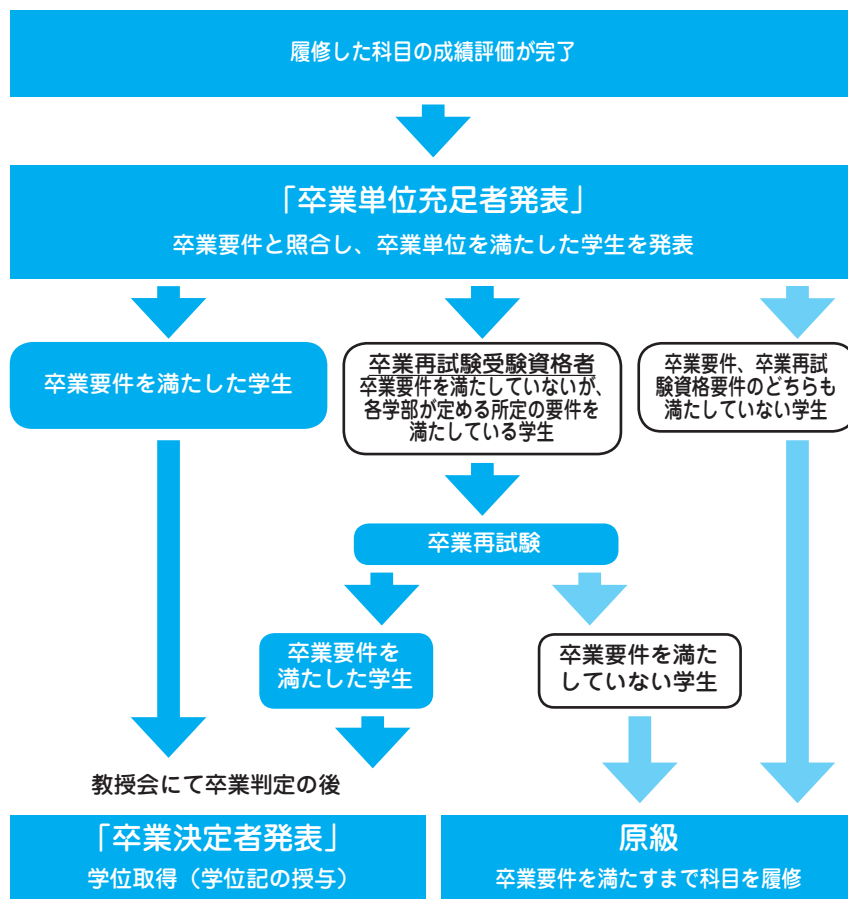 履修した科目の成績評価が完了
「卒業単位充足者発表」
卒業要件と照合し、卒業単位を満たした学生を発表
卒業要件を満たした学生
卒業再試験受験資格者
卒業要件を満たしていないが、
各学部が定める所定の要件を
満たしている学生
卒業要件、卒業再試
験資格要件のどちらも
満たしていない学生
卒業再試験
卒業要件を
満たした学生
卒業要件を満た
していない学生
教授会にて卒業判定の後
「卒業決定者発表」
学位取得（学位記の授与）
原級
卒業要件を満たすまで科目を履修